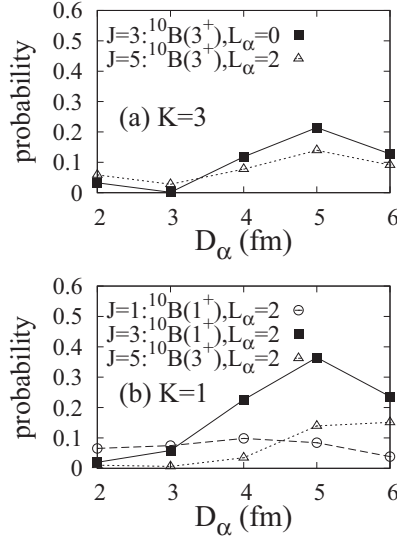 0.6
0.5
0.4
0.3
0.2
0.1
0
probability
J=3:¹⁰B(3⁺),Lα=0
J=5:¹⁰B(3⁺),Lα=2
(a) K=3
2 3 4 5 6
Dα (fm)
0.6
0.5
0.4
0.3
0.2
0.1
0
probability
J=1:¹⁰B(1⁺),Lα=2
J=3:¹⁰B(1⁺),Lα=2
J=5:¹⁰B(3⁺),Lα=2
(b) K=1
2 3 4 5 6
Dα (fm)